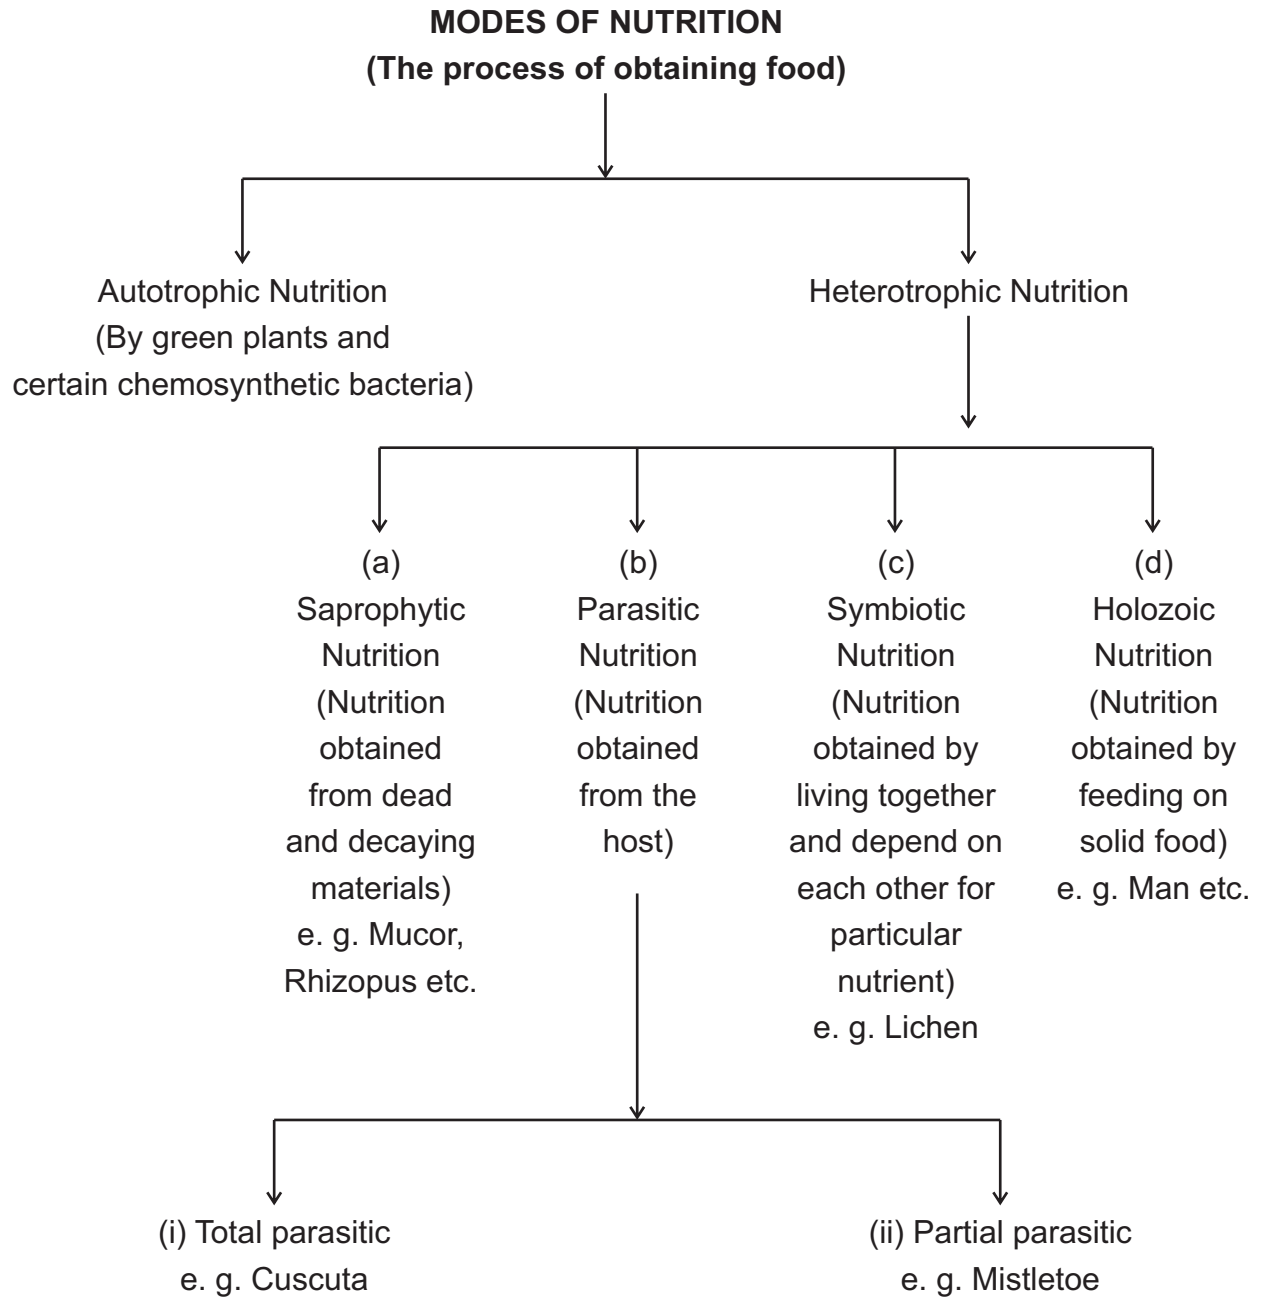 MODES OF NUTRITION
(The process of obtaining food)
Autotrophic Nutrition
(By green plants and
certain chemosynthetic bacteria)
Heterotrophic Nutrition
(a)
Saprophytic
Nutrition
(Nutrition
obtained
from dead
and decaying
materials)
e. g. Mucor,
Rhizopus etc.
(b)
Parasitic
Nutrition
(Nutrition
obtained
from the
host)
(c)
Symbiotic
Nutrition
(Nutrition
obtained by
living together
and depend on
each other for
particular
nutrient)
e. g. Lichen
(d)
Holozoic
Nutrition
(Nutrition
obtained by
feeding on
solid food)
e. g. Man etc.
(i) Total parasitic
e. g. Cuscuta
(ii) Partial parasitic
e. g. Mistletoe